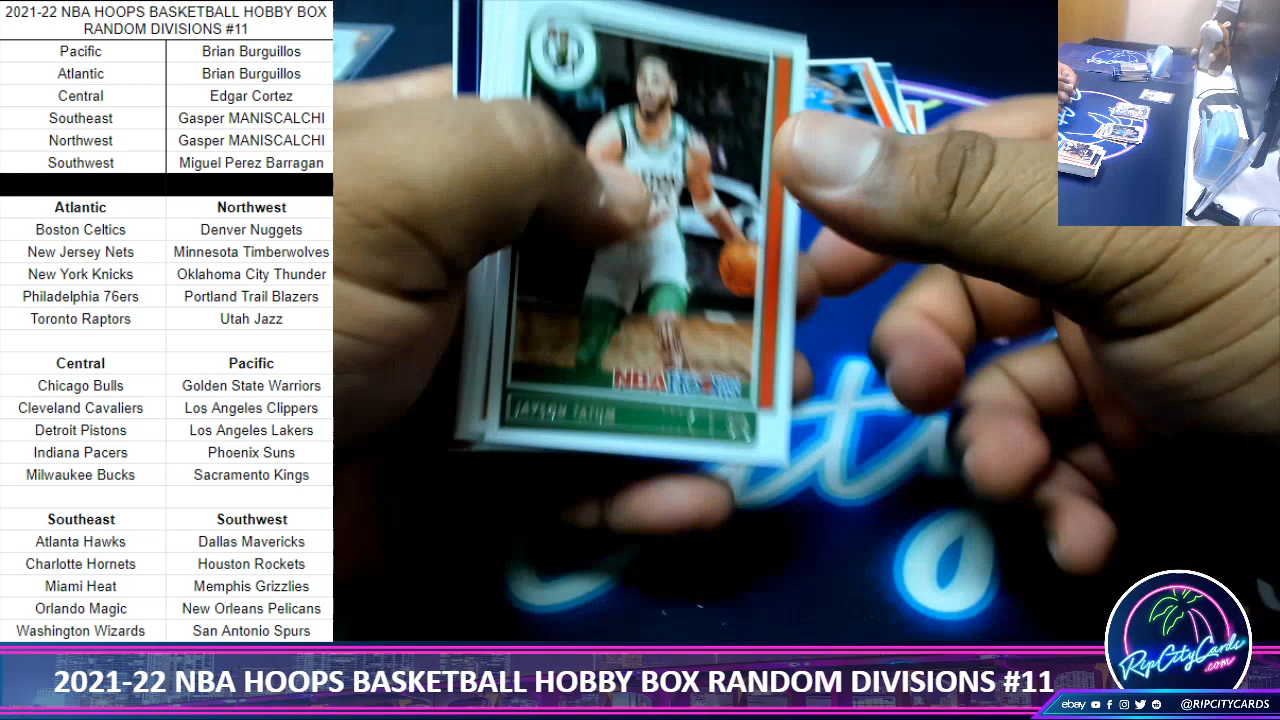 2021-22 NBA HOOPS BASKETBALL HOBBY BOX
RANDOM DIVISIONS #11
Pacific Brian Burguillos
Atlantic Brian Burguillos
Central Edgar Cortez
Southeast Gasper MANISCALCHI
Northwest Gasper MANISCALCHI
Southwest Miguel Perez Barragan
Atlantic Northwest
Boston Celtics Denver Nuggets
New Jersey Nets Minnesota Timberwolves
New York Knicks Oklahoma City Thunder
Philadelphia 76ers Portland Trail Blazers
Toronto Raptors Utah Jazz
Central Pacific
Chicago Bulls Golden State Warriors
Cleveland Cavaliers Los Angeles Clippers
Detroit Pistons Los Angeles Lakers
Indiana Pacers Phoenix Suns
Milwaukee Bucks Sacramento Kings
Southeast Southwest
Atlanta Hawks Dallas Mavericks
Charlotte Hornets Houston Rockets
Miami Heat Memphis Grizzlies
Orlando Magic New Orleans Pelicans
Washington Wizards San Antonio Spurs
NBA HOOPS
JAYSON TATUM
RipCityCards
.com
2021-22 NBA HOOPS BASKETBALL HOBBY BOX RANDOM DIVISIONS #11
ebay @RIPCITYCARDS